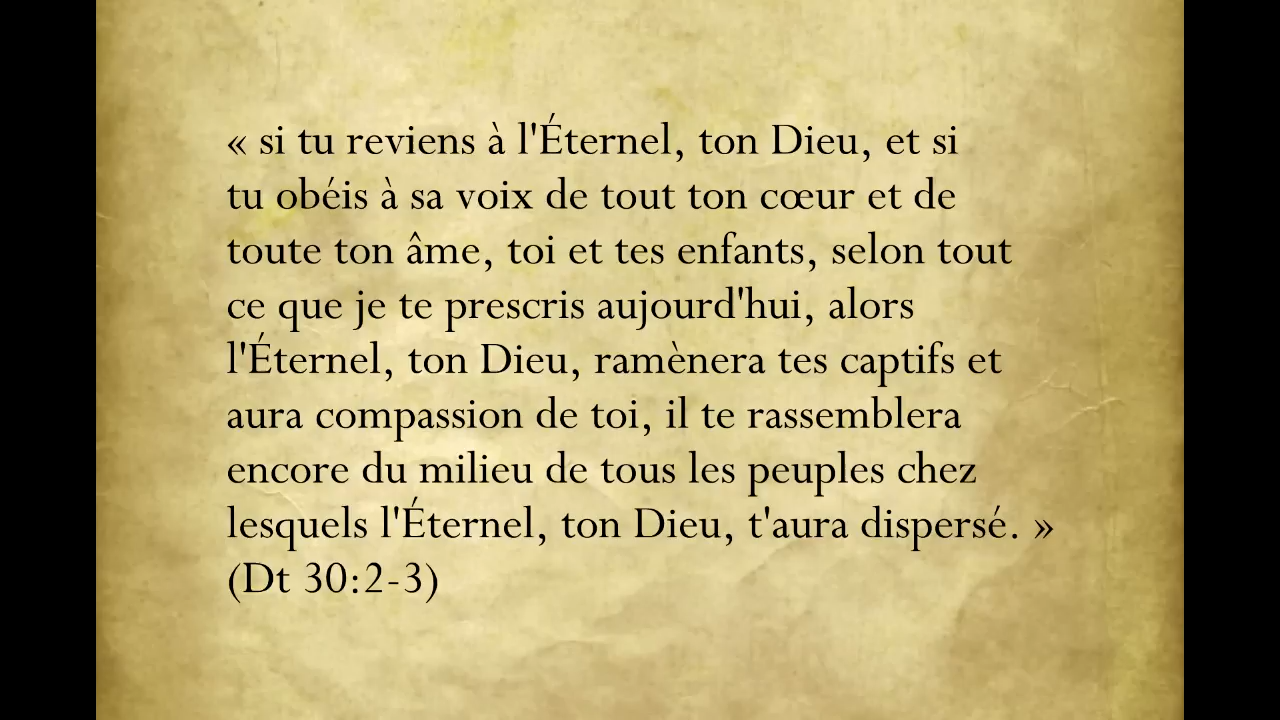 « si tu reviens à l'Éternel, ton Dieu, et si
tu obéis à sa voix de tout ton cœur et de
toute ton âme, toi et tes enfants, selon tout
ce que je te prescris aujourd'hui, alors
l'Éternel, ton Dieu, ramènera tes captifs et
aura compassion de toi, il te rassemblera
encore du milieu de tous les peuples chez
lesquels l'Éternel, ton Dieu, t'aura dispersé. »
(Dt 30:2-3)